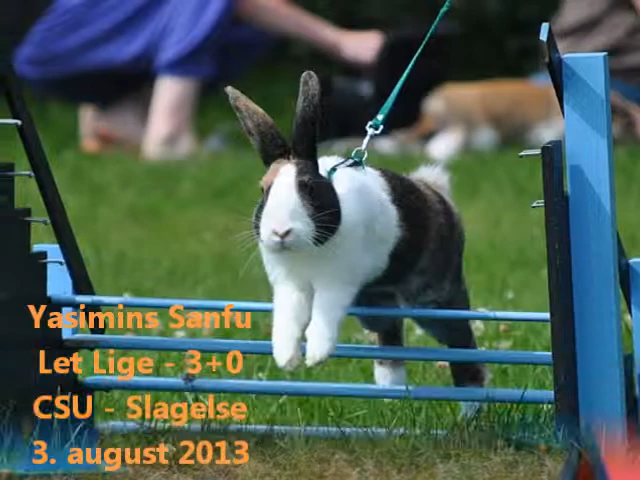 Yasimins Sanfu
Let Lige - 3+0
CSU - Slagelse
3. august 2013